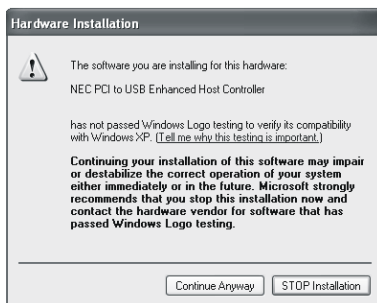 Hardware Installation
The software you are installing for this hardware:
NEC PCI to USB Enhanced Host Controller
has not passed Windows Logo testing to verify its compatibility
with Windows XP. (Tell me why this testing is important.)
Continuing your installation of this software may impair
or destabilize the correct operation of your system
either immediately or in the future. Microsoft strongly
recommends that you stop this installation now and
contact the hardware vendor for software that has
passed Windows Logo testing.
Continue Anyway
STOP Installation